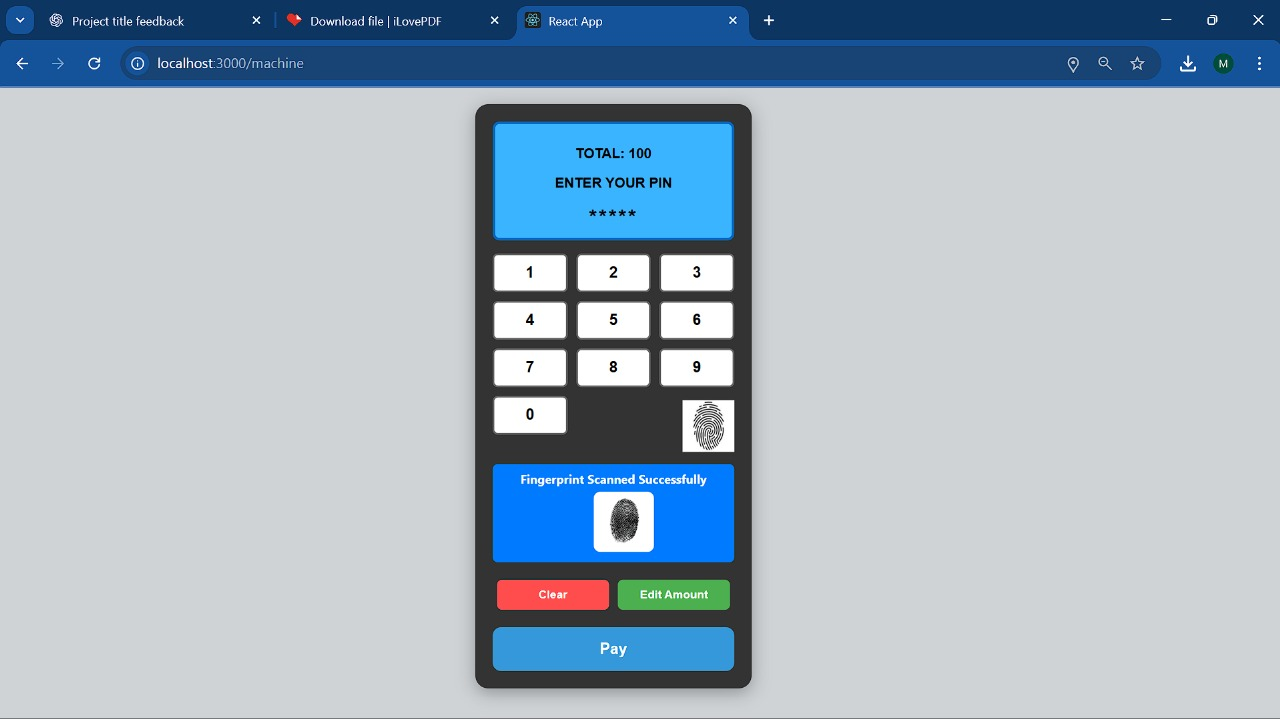 Project title feedback
Download file | iLovePDF
React App
localhost:3000/machine
M
TOTAL: 100
ENTER YOUR PIN
*****
1 2 3
4 5 6
7 8 9
0
Fingerprint Scanned Successfully
Clear
Edit Amount
Pay